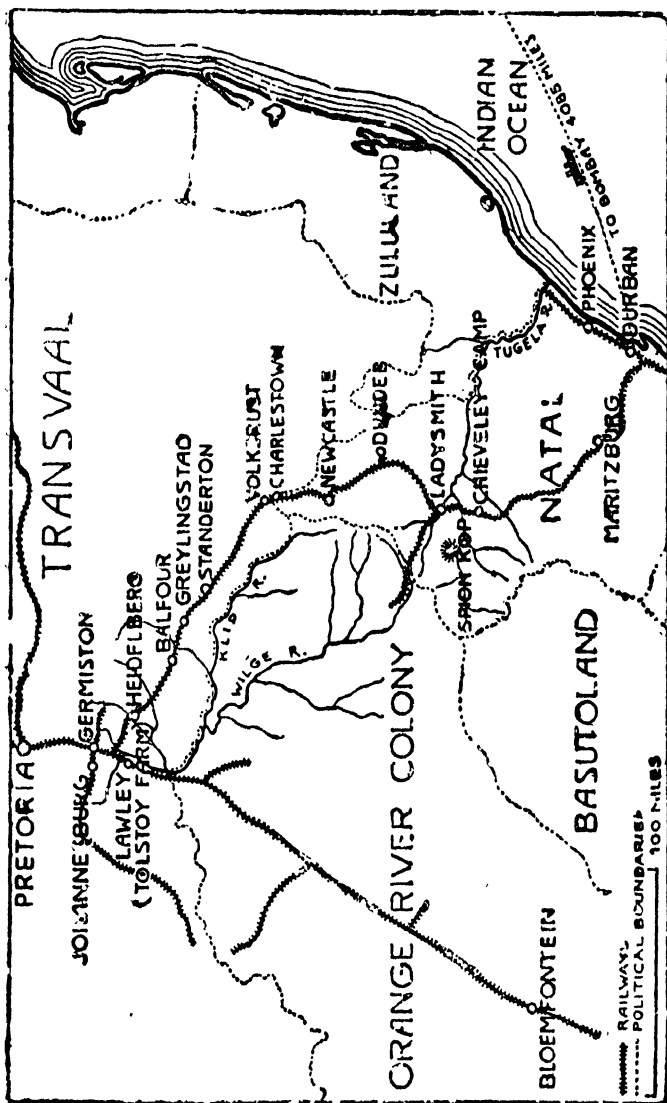 PRETORIA
JOHANNESBURG
GERMISTON
LAWLEY
(TOLSTOY FARM)
HEIDELBERG
BALFOUR
GREYLINGSTAD
STANDERTON
TRANSVAAL
VOLKSRUST
CHARLESTOWN
NEWCASTLE
DUNDEE
KLIP R.
WILGE R.
ZULULAND
LADYSMITH
SPION KOP
CHIEVELEY CAMP
TUGELA R.
NATAL
MARITZBURG
PHOENIX
DURBAN
INDIAN
OCEAN
TO BOMBAY 4085 MILES
ORANGE RIVER COLONY
BASUTOLAND
BLOEMFONTEIN
RAILWAYS
POLITICAL BOUNDARIES
100 MILES